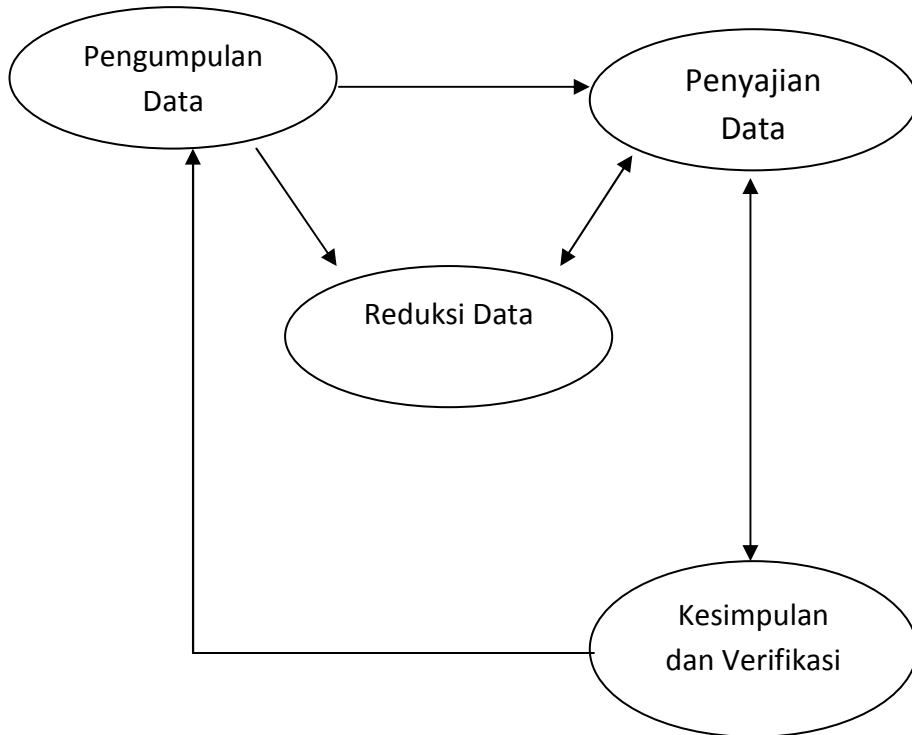 Pengumpulan
Data
Penyajian
Data
Reduksi Data
Kesimpulan
dan Verifikasi